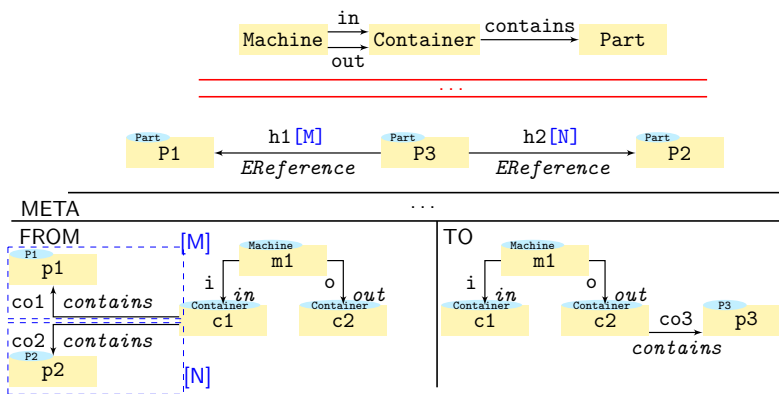 in
Machine Container contains Part
out
...
Part Part Part
P1 h1[M] P3 h2[N] P2
EReference EReference
META ...
FROM [M] TO
P1 Machine Machine
p1 m1 m1
i o i o
co1 contains in out in out
Container Container Container Container P3
c1 c2 c1 c2 co3 p3
co2 contains contains
P2
p2 [N]